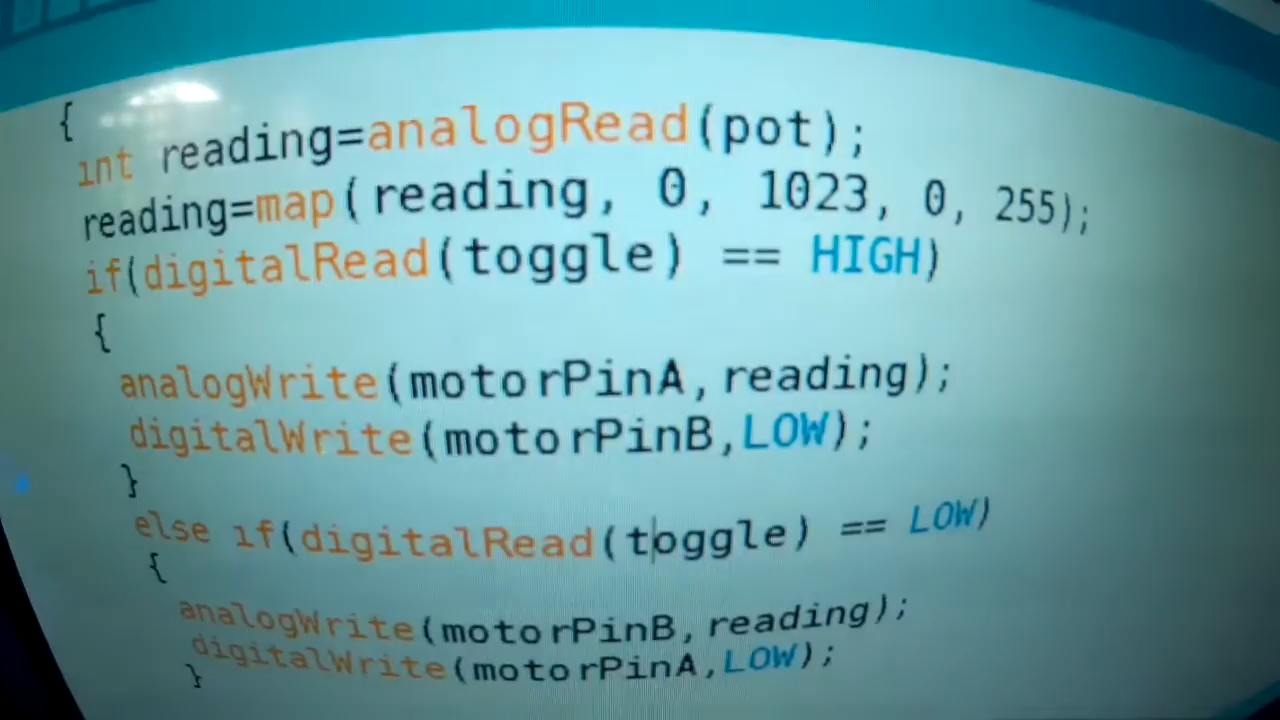 {
int reading=analogRead(pot);
reading=map(reading, 0, 1023, 0, 255);
if(digitalRead(toggle) == HIGH)
{
analogWrite(motorPinA,reading);
digitalWrite(motorPinB,LOW);
}
else if(digitalRead(toggle) == LOW)
{
analogWrite(motorPinB,reading);
digitalWrite(motorPinA,LOW);
}